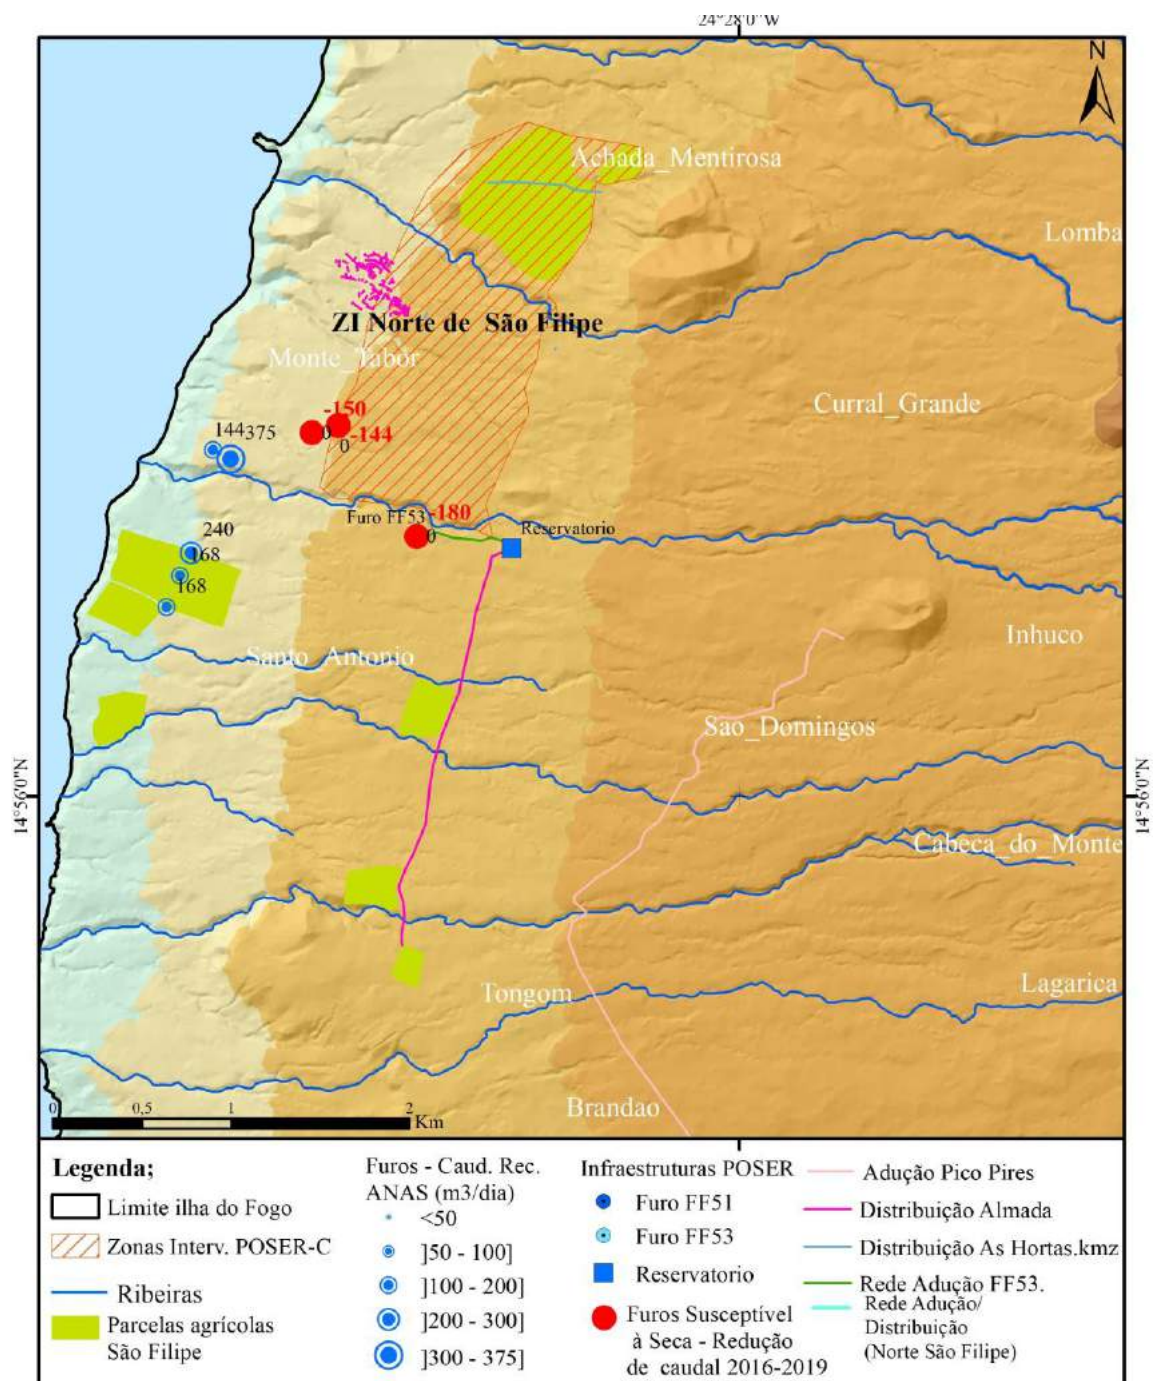 24°28'0"W
N
Achada_Mentirosa
Lomba
ZI Norte de São Filipe
Monte_Tabor
Curral_Grande
-150
0
-144
0
144
375
-180
Furo FF53
0
Reservatorio
240
168
168
Inhuco
Santo_Antonio
Sao_Domingos
14°56'0"N
14°56'0"N
Cabeca_do_Monte
Lagarica
Tongom
Brandao
0 0,5 1 2
Km
Legenda;
Limite ilha do Fogo
Zonas Interv. POSER-C
Ribeiras
Parcelas agrícolas
São Filipe
Furos - Caud. Rec.
ANAS (m3/dia)
<50
]50 - 100]
]100 - 200]
]200 - 300]
]300 - 375]
Infraestruturas POSER
Furo FF51
Furo FF53
Reservatorio
Furos Susceptível
à Seca - Redução
de caudal 2016-2019
Adução Pico Pires
Distribuição Almada
Distribuição As Hortas.kmz
Rede Adução FF53.
Rede Adução/
Distribuição
(Norte São Filipe)